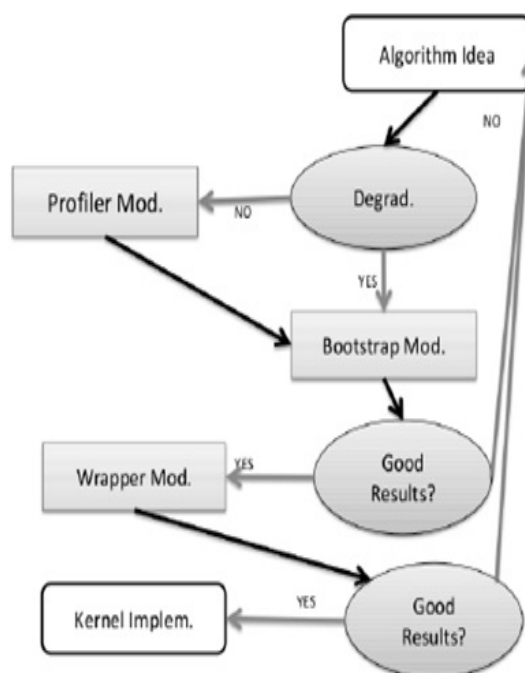 Algorithm Idea
NO
Degrad.
Profiler Mod.
NO
YES
Bootstrap Mod.
Good
Results?
YES
Wrapper Mod.
YES
Good
Results?
Kernel Implem.